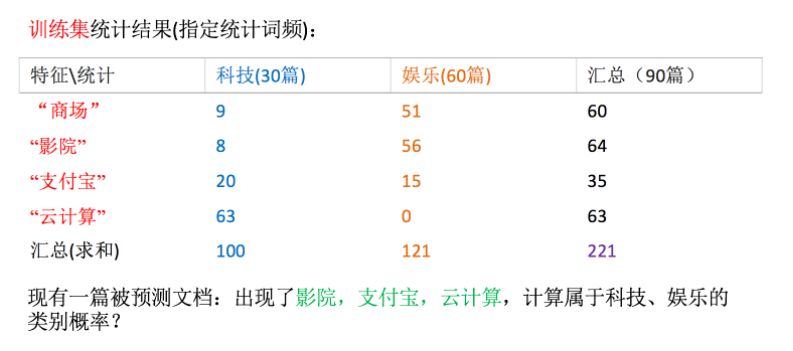 训练集统计结果(指定统计词频)：
特征\统计 科技(30篇) 娱乐(60篇) 汇总（90篇）
“商场” 9 51 60
“影院” 8 56 64
“支付宝” 20 15 35
“云计算” 63 0 63
汇总(求和) 100 121 221
现有一篇被预测文档：出现了影院，支付宝，云计算，计算属于科技、娱乐的
类别概率？